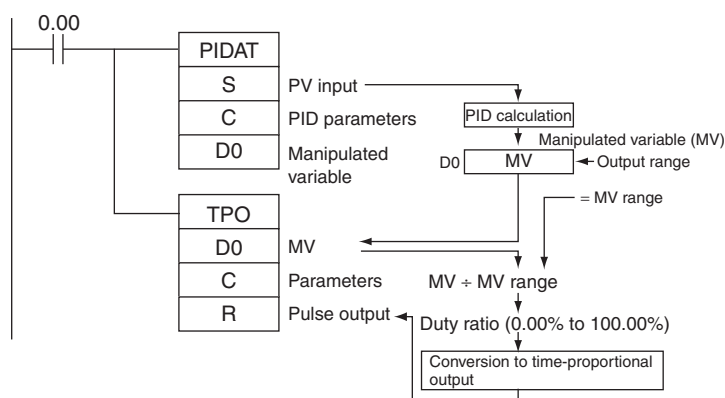 0.00
PIDAT
S PV input
C PID parameters
D0 Manipulated
variable
PID calculation
Manipulated variable (MV)
D0 MV Output range
= MV range
TPO
D0 MV
C Parameters
R Pulse output
MV ÷ MV range
Duty ratio (0.00% to 100.00%)
Conversion to time-proportional
output